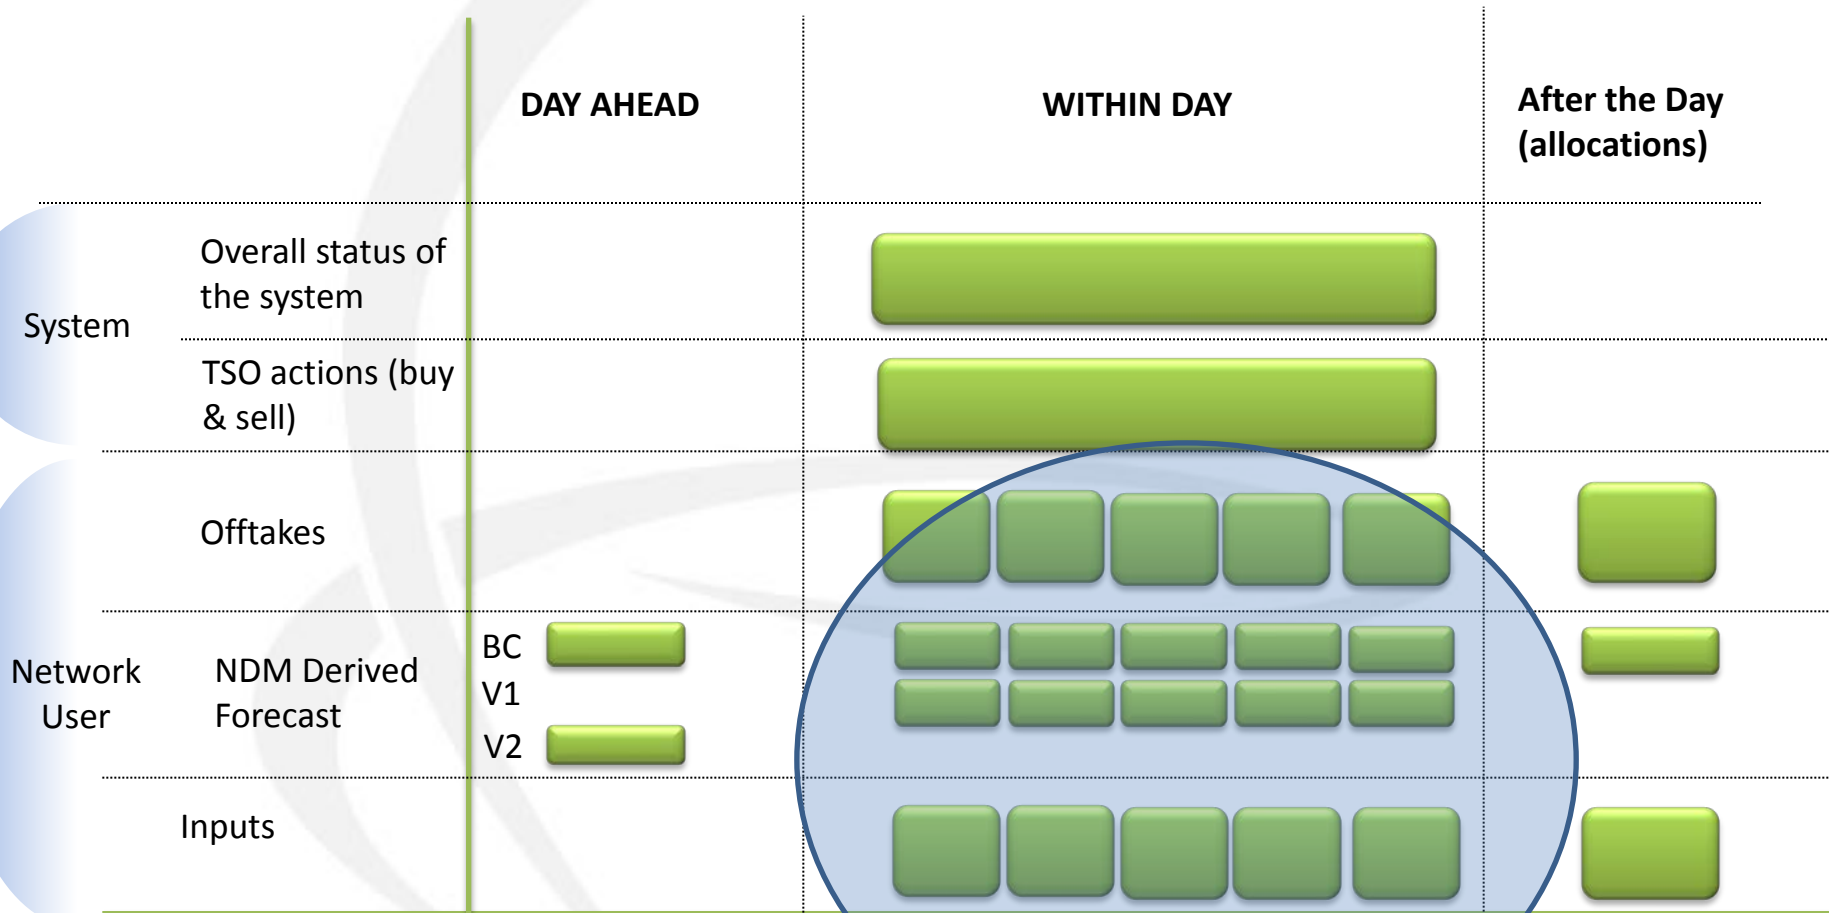 DAY AHEAD
WITHIN DAY
After the Day
(allocations)
System
Overall status of
the system
TSO actions (buy
& sell)
Network
User
Offtakes
NDM Derived
Forecast
BC
V1
V2
Inputs